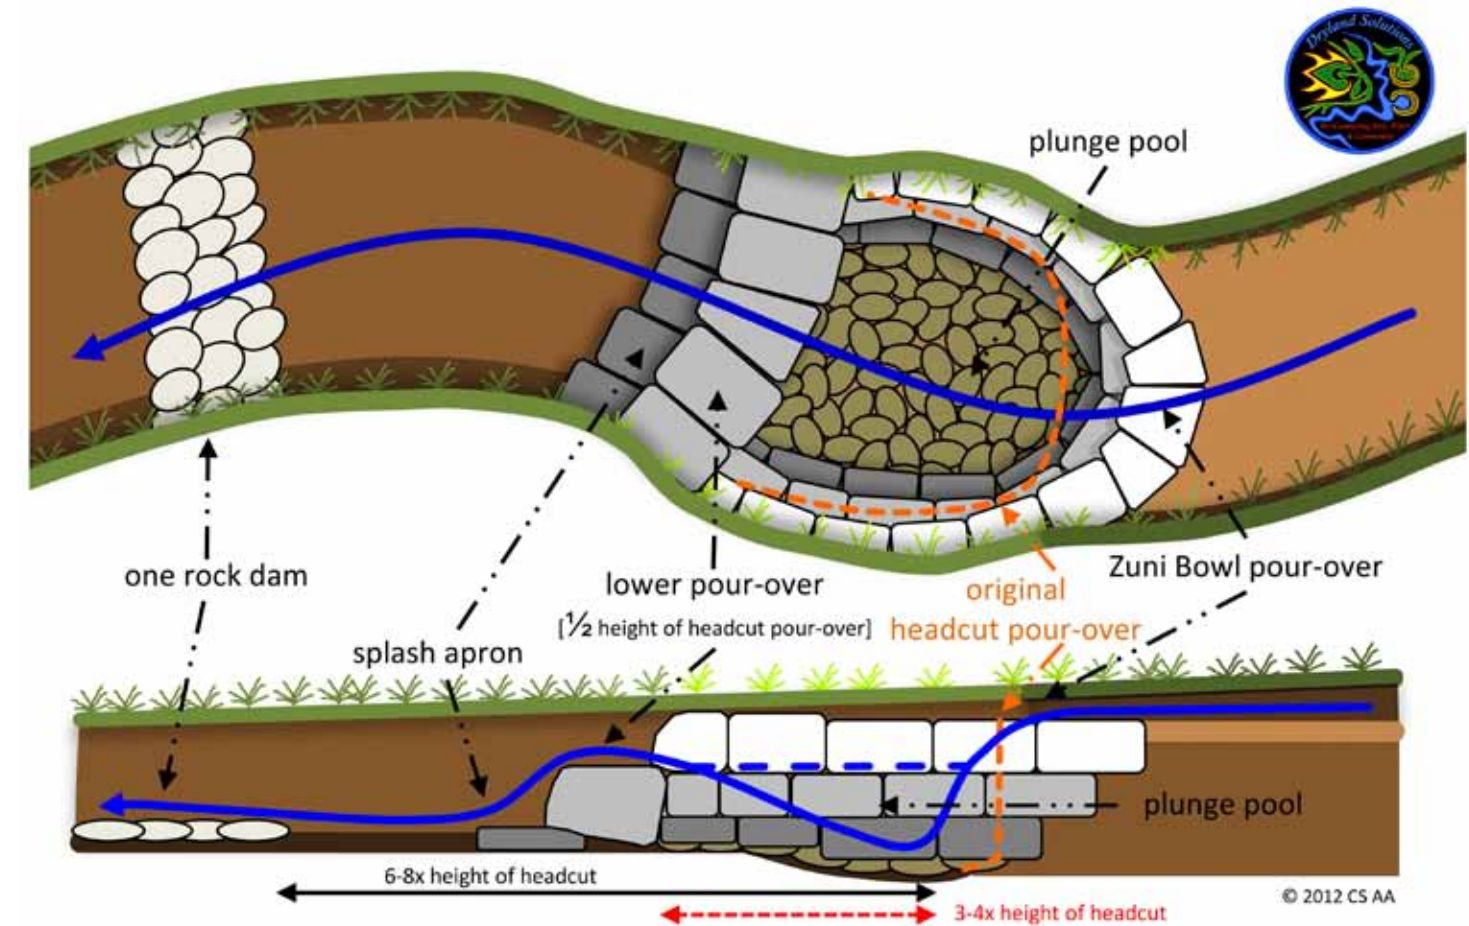 Dryland Solutions
plunge pool
one rock dam
lower pour-over
[½ height of headcut pour-over]
splash apron
original
headcut pour-over
Zuni Bowl pour-over
plunge pool
6-8x height of headcut
3-4x height of headcut
© 2012 CS AA